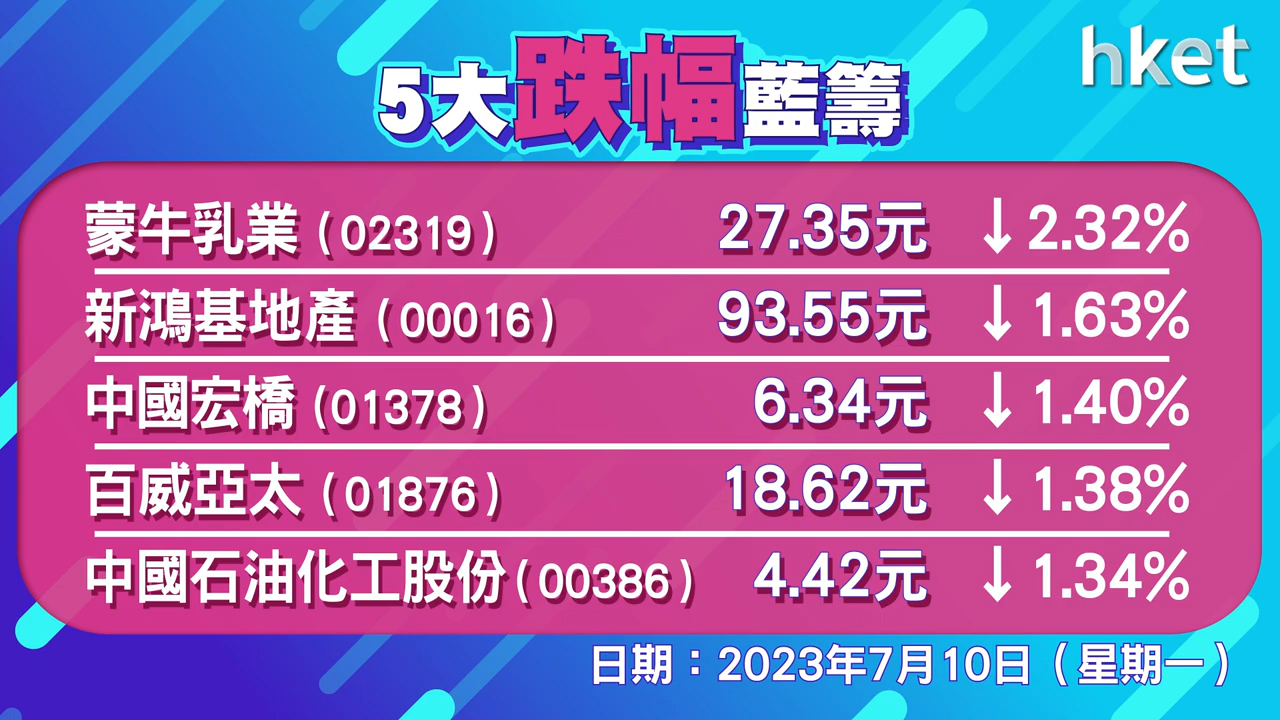 hket
5大跌幅藍籌
蒙牛乳業(02319) 27.35元 ↓2.32%
新鴻基地產(00016) 93.55元 ↓1.63%
中國宏橋(01378) 6.34元 ↓1.40%
百威亞太(01876) 18.62元 ↓1.38%
中國石油化工股份(00386) 4.42元 ↓1.34%
日期：2023年7月10日（星期一）